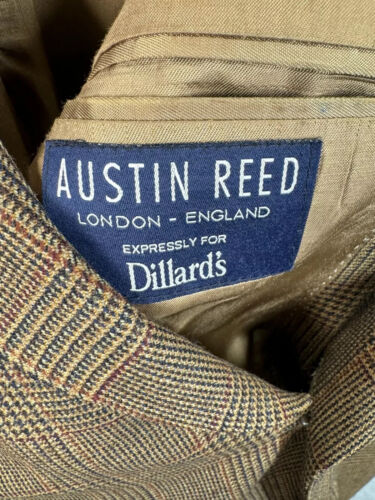 AUSTIN REED
LONDON - ENGLAND
EXPRESSLY FOR
Dillard's